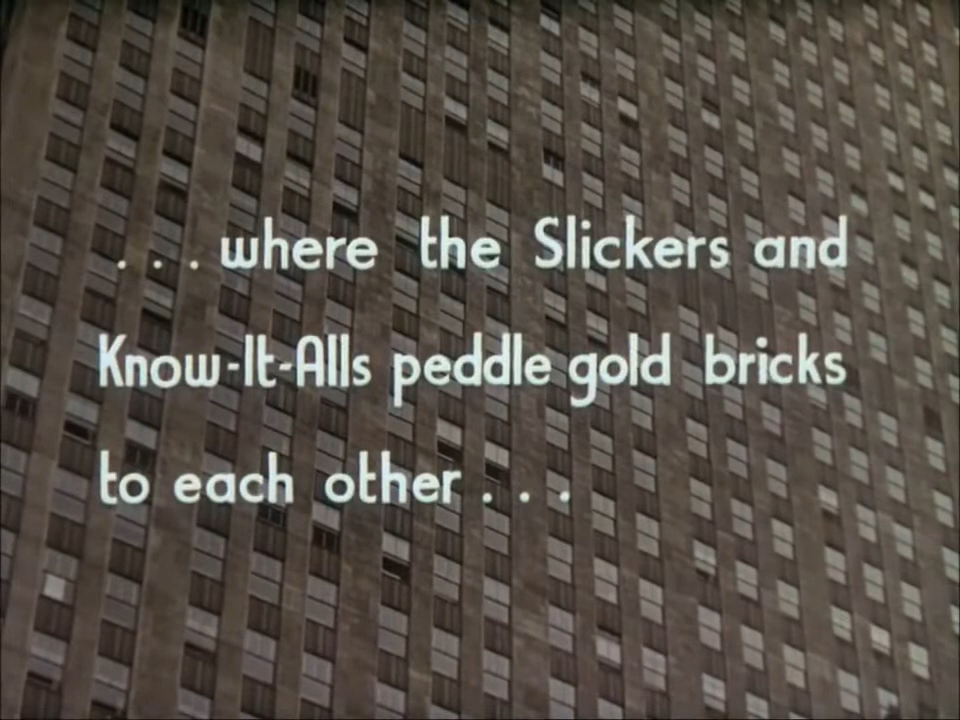 . . . where the Slickers and
Know-It-Alls peddle gold bricks
to each other . . .